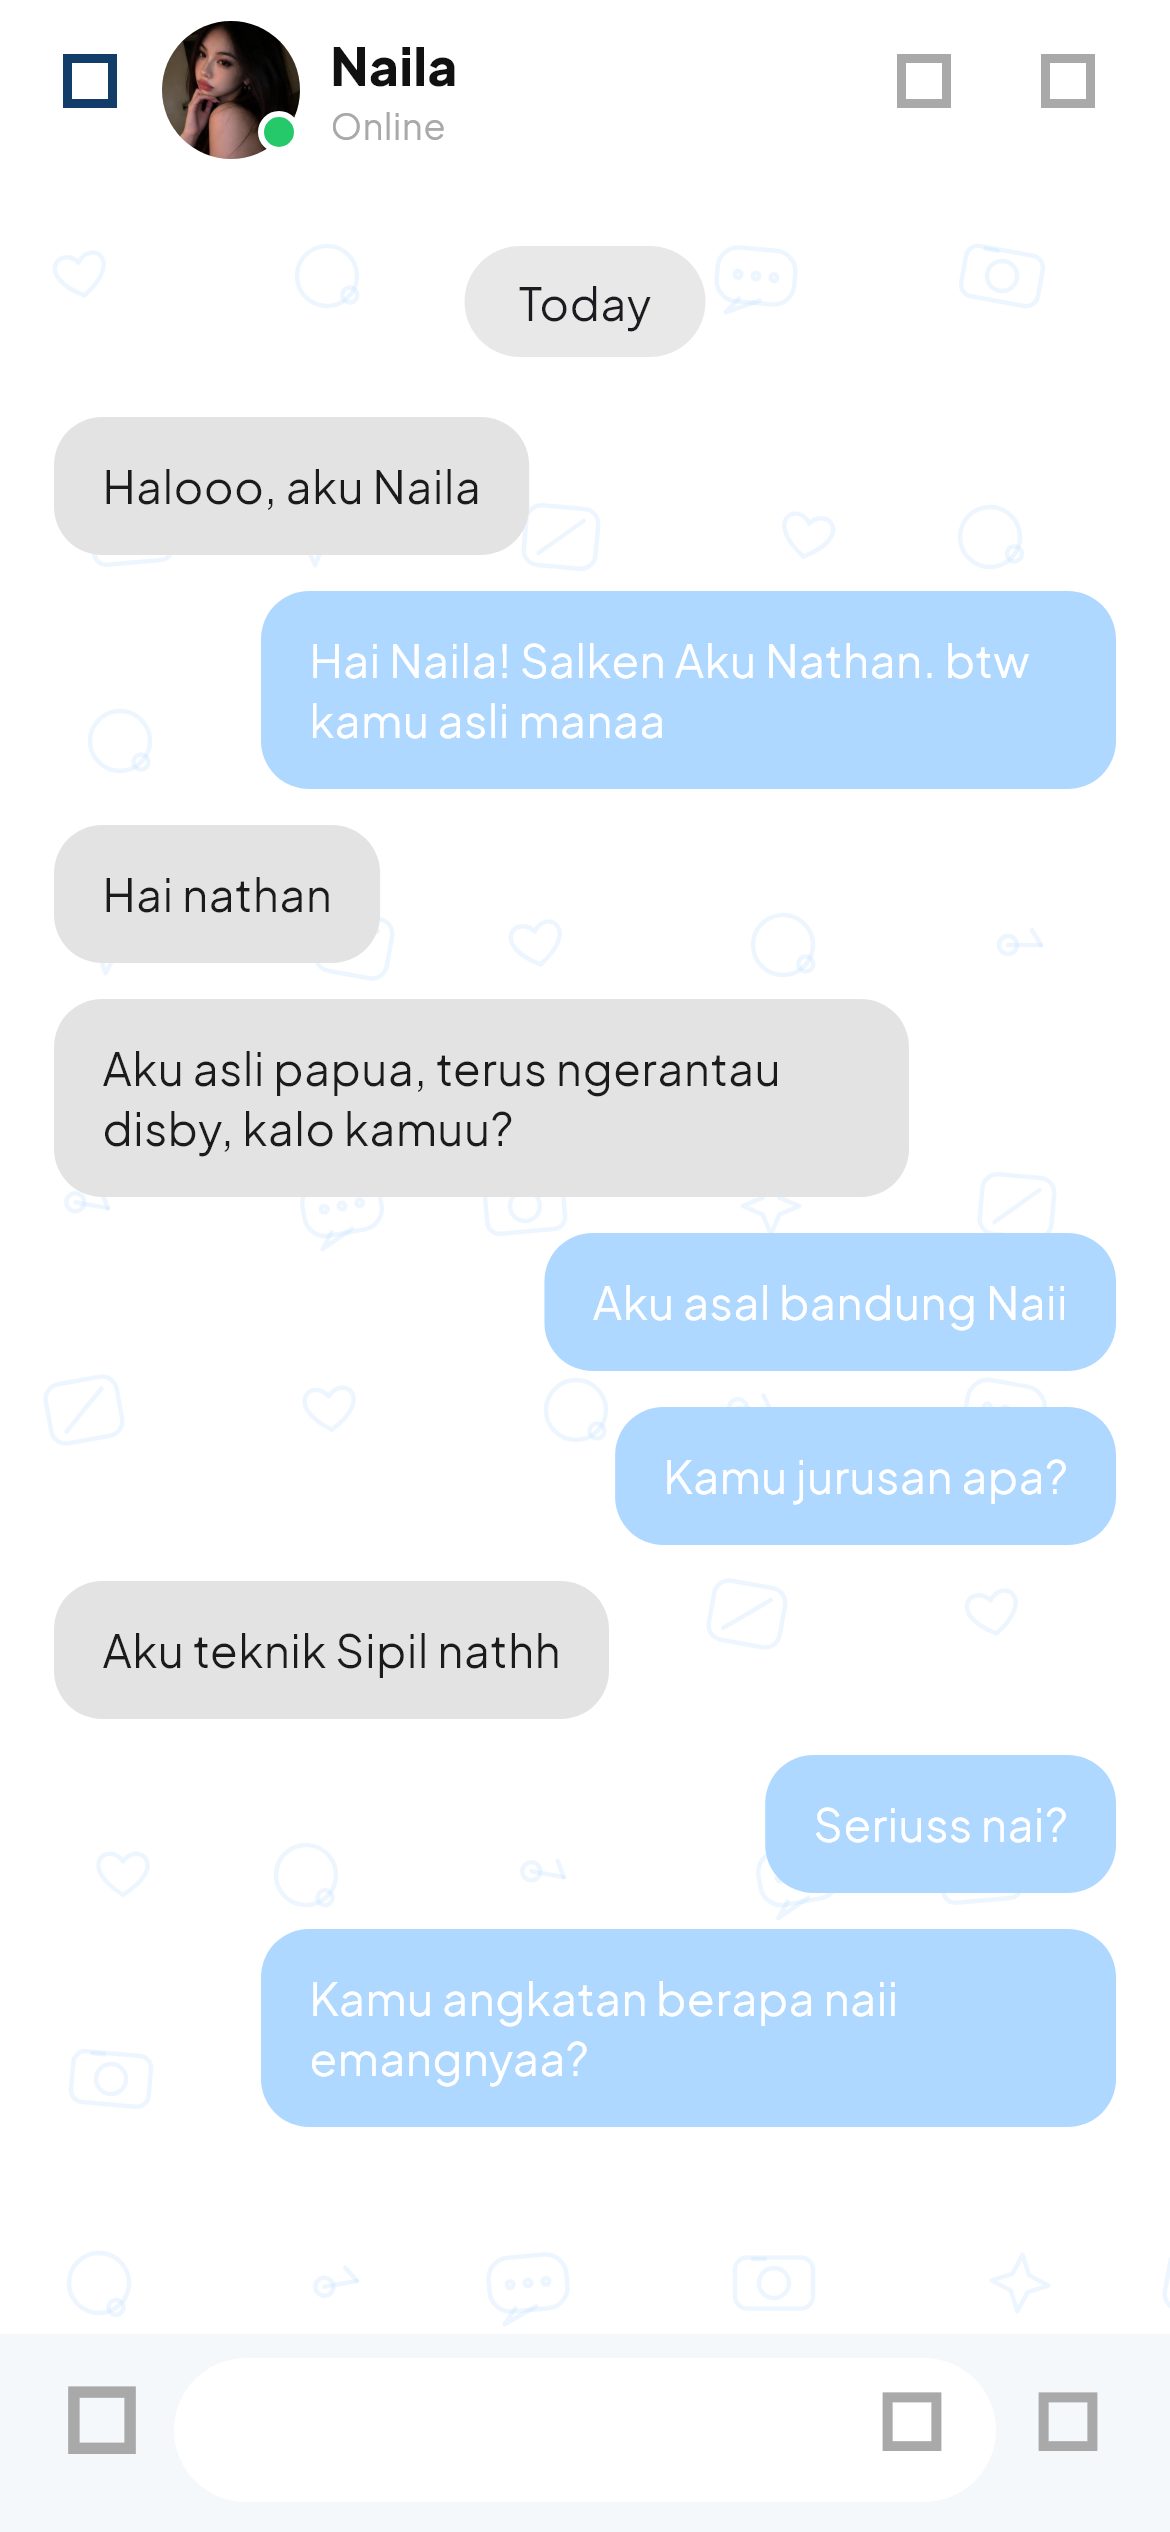 Naila
Online
Today
Halooo, aku Naila
Hai Naila! Salken Aku Nathan. btw
kamu asli manaa
Hai nathan
Aku asli papua, terus ngerantau
disby, kalo kamuu?
Aku asal bandung Naii
Kamu jurusan apa?
Aku teknik Sipil nathh
Seriuss nai?
Kamu angkatan berapa naii
emangnyaa?